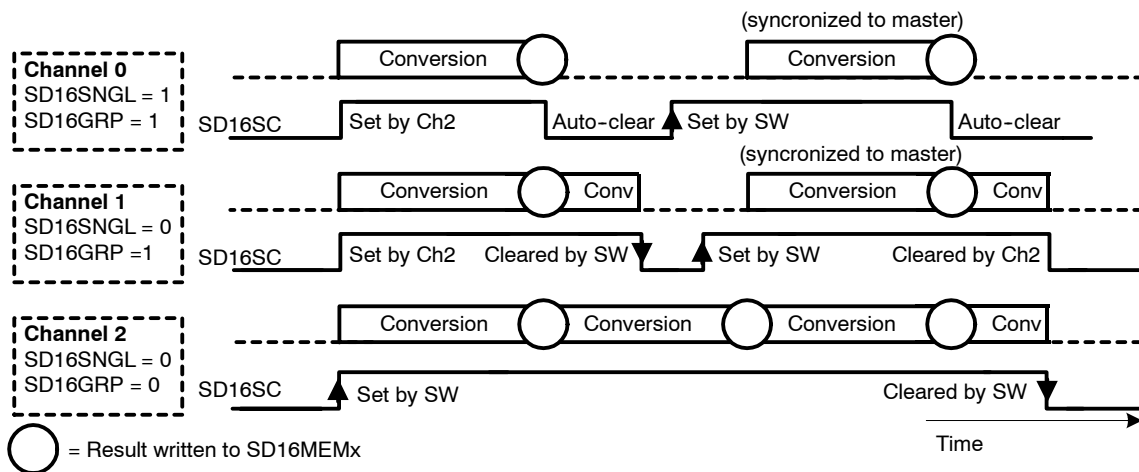 (syncronized to master)
Conversion
Conversion
Channel 0
SD16SNGL = 1
SD16GRP = 1
SD16SC
Set by Ch2
Auto-clear
Set by SW
Auto-clear
(syncronized to master)
Conversion
Conv
Conversion
Conv
Channel 1
SD16SNGL = 0
SD16GRP =1
SD16SC
Set by Ch2
Cleared by SW
Set by SW
Cleared by Ch2
Conversion
Conversion
Conversion
Conv
Channel 2
SD16SNGL = 0
SD16GRP = 0
SD16SC
Set by SW
Cleared by SW
= Result written to SD16MEMx
Time